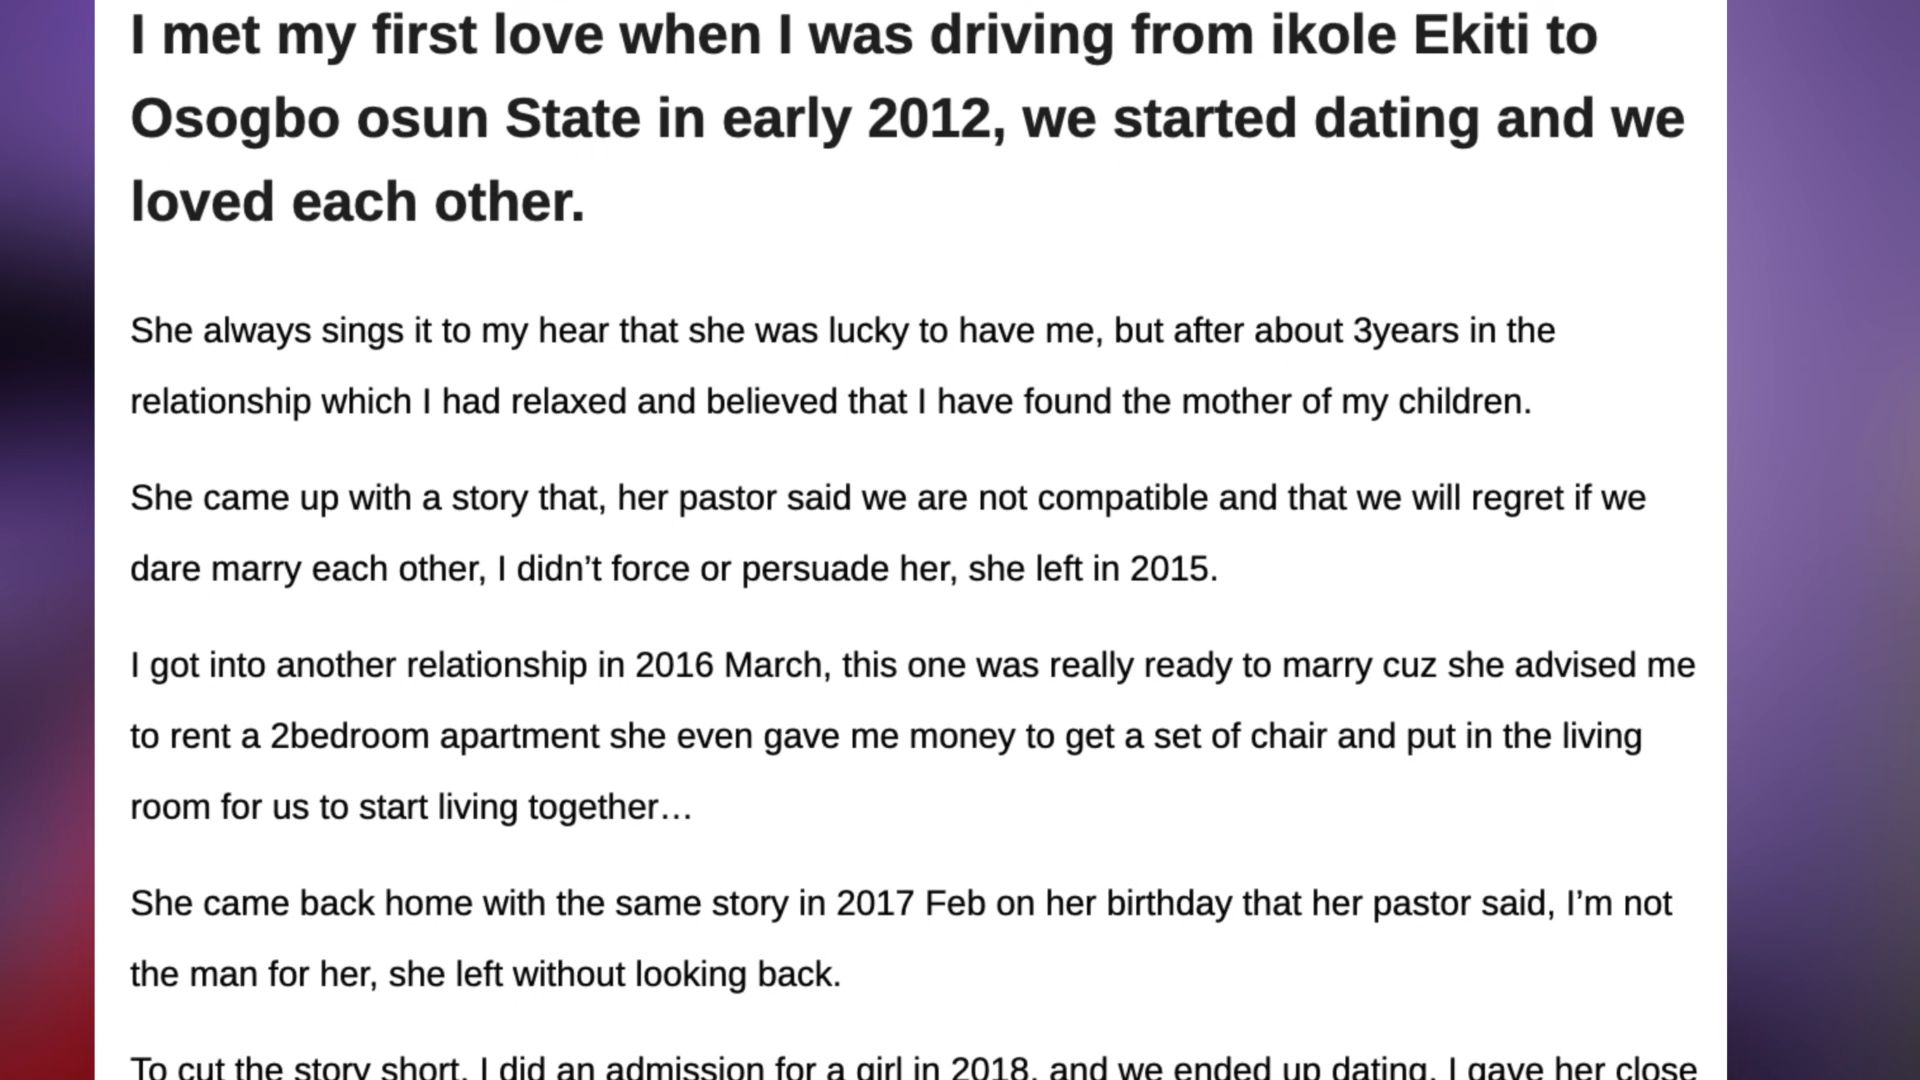 I met my first love when I was driving from ikole Ekiti to
Osogbo osun State in early 2012, we started dating and we
loved each other.
She always sings it to my hear that she was lucky to have me, but after about 3years in the
relationship which I had relaxed and believed that I have found the mother of my children.
She came up with a story that, her pastor said we are not compatible and that we will regret if we
dare marry each other, I didn’t force or persuade her, she left in 2015.
I got into another relationship in 2016 March, this one was really ready to marry cuz she advised me
to rent a 2bedroom apartment she even gave me money to get a set of chair and put in the living
room for us to start living together…
She came back home with the same story in 2017 Feb on her birthday that her pastor said, I’m not
the man for her, she left without looking back.
To cut the story short, I did an admission for a girl in 2018, and we ended up dating, I gave her close